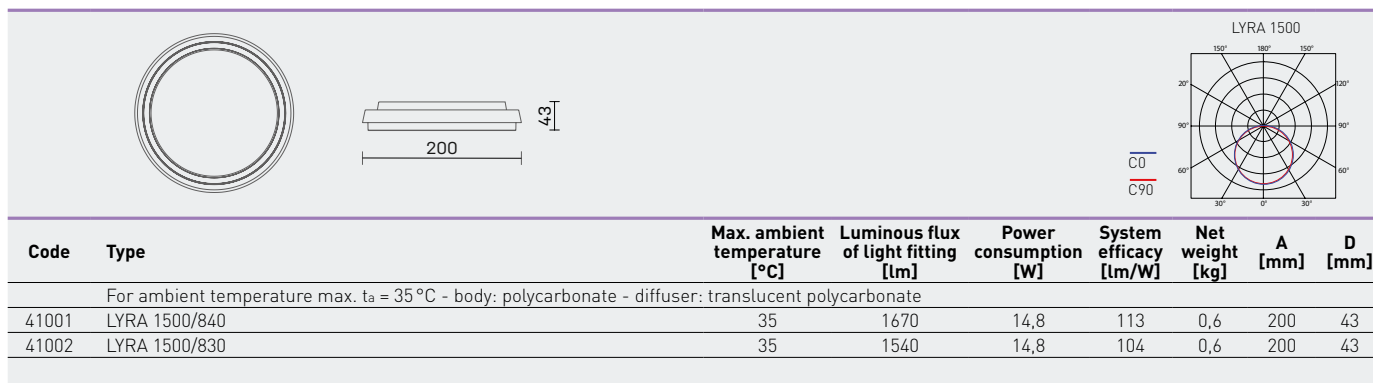 LYRA 1500
150° 180° 150°
20° 120°
90° 90°
60° 60°
30° 0° 30°
C0
C90
43
200
Code Type Max. ambient temperature [°C] Luminous flux of light fitting [lm] Power consumption [W] System efficacy [lm/W] Net weight [kg] A [mm] D [mm]
For ambient temperature max. ta = 35 °C - body: polycarbonate - diffuser: translucent polycarbonate
41001 LYRA 1500/840 35 1670 14,8 113 0,6 200 43
41002 LYRA 1500/830 35 1540 14,8 104 0,6 200 43